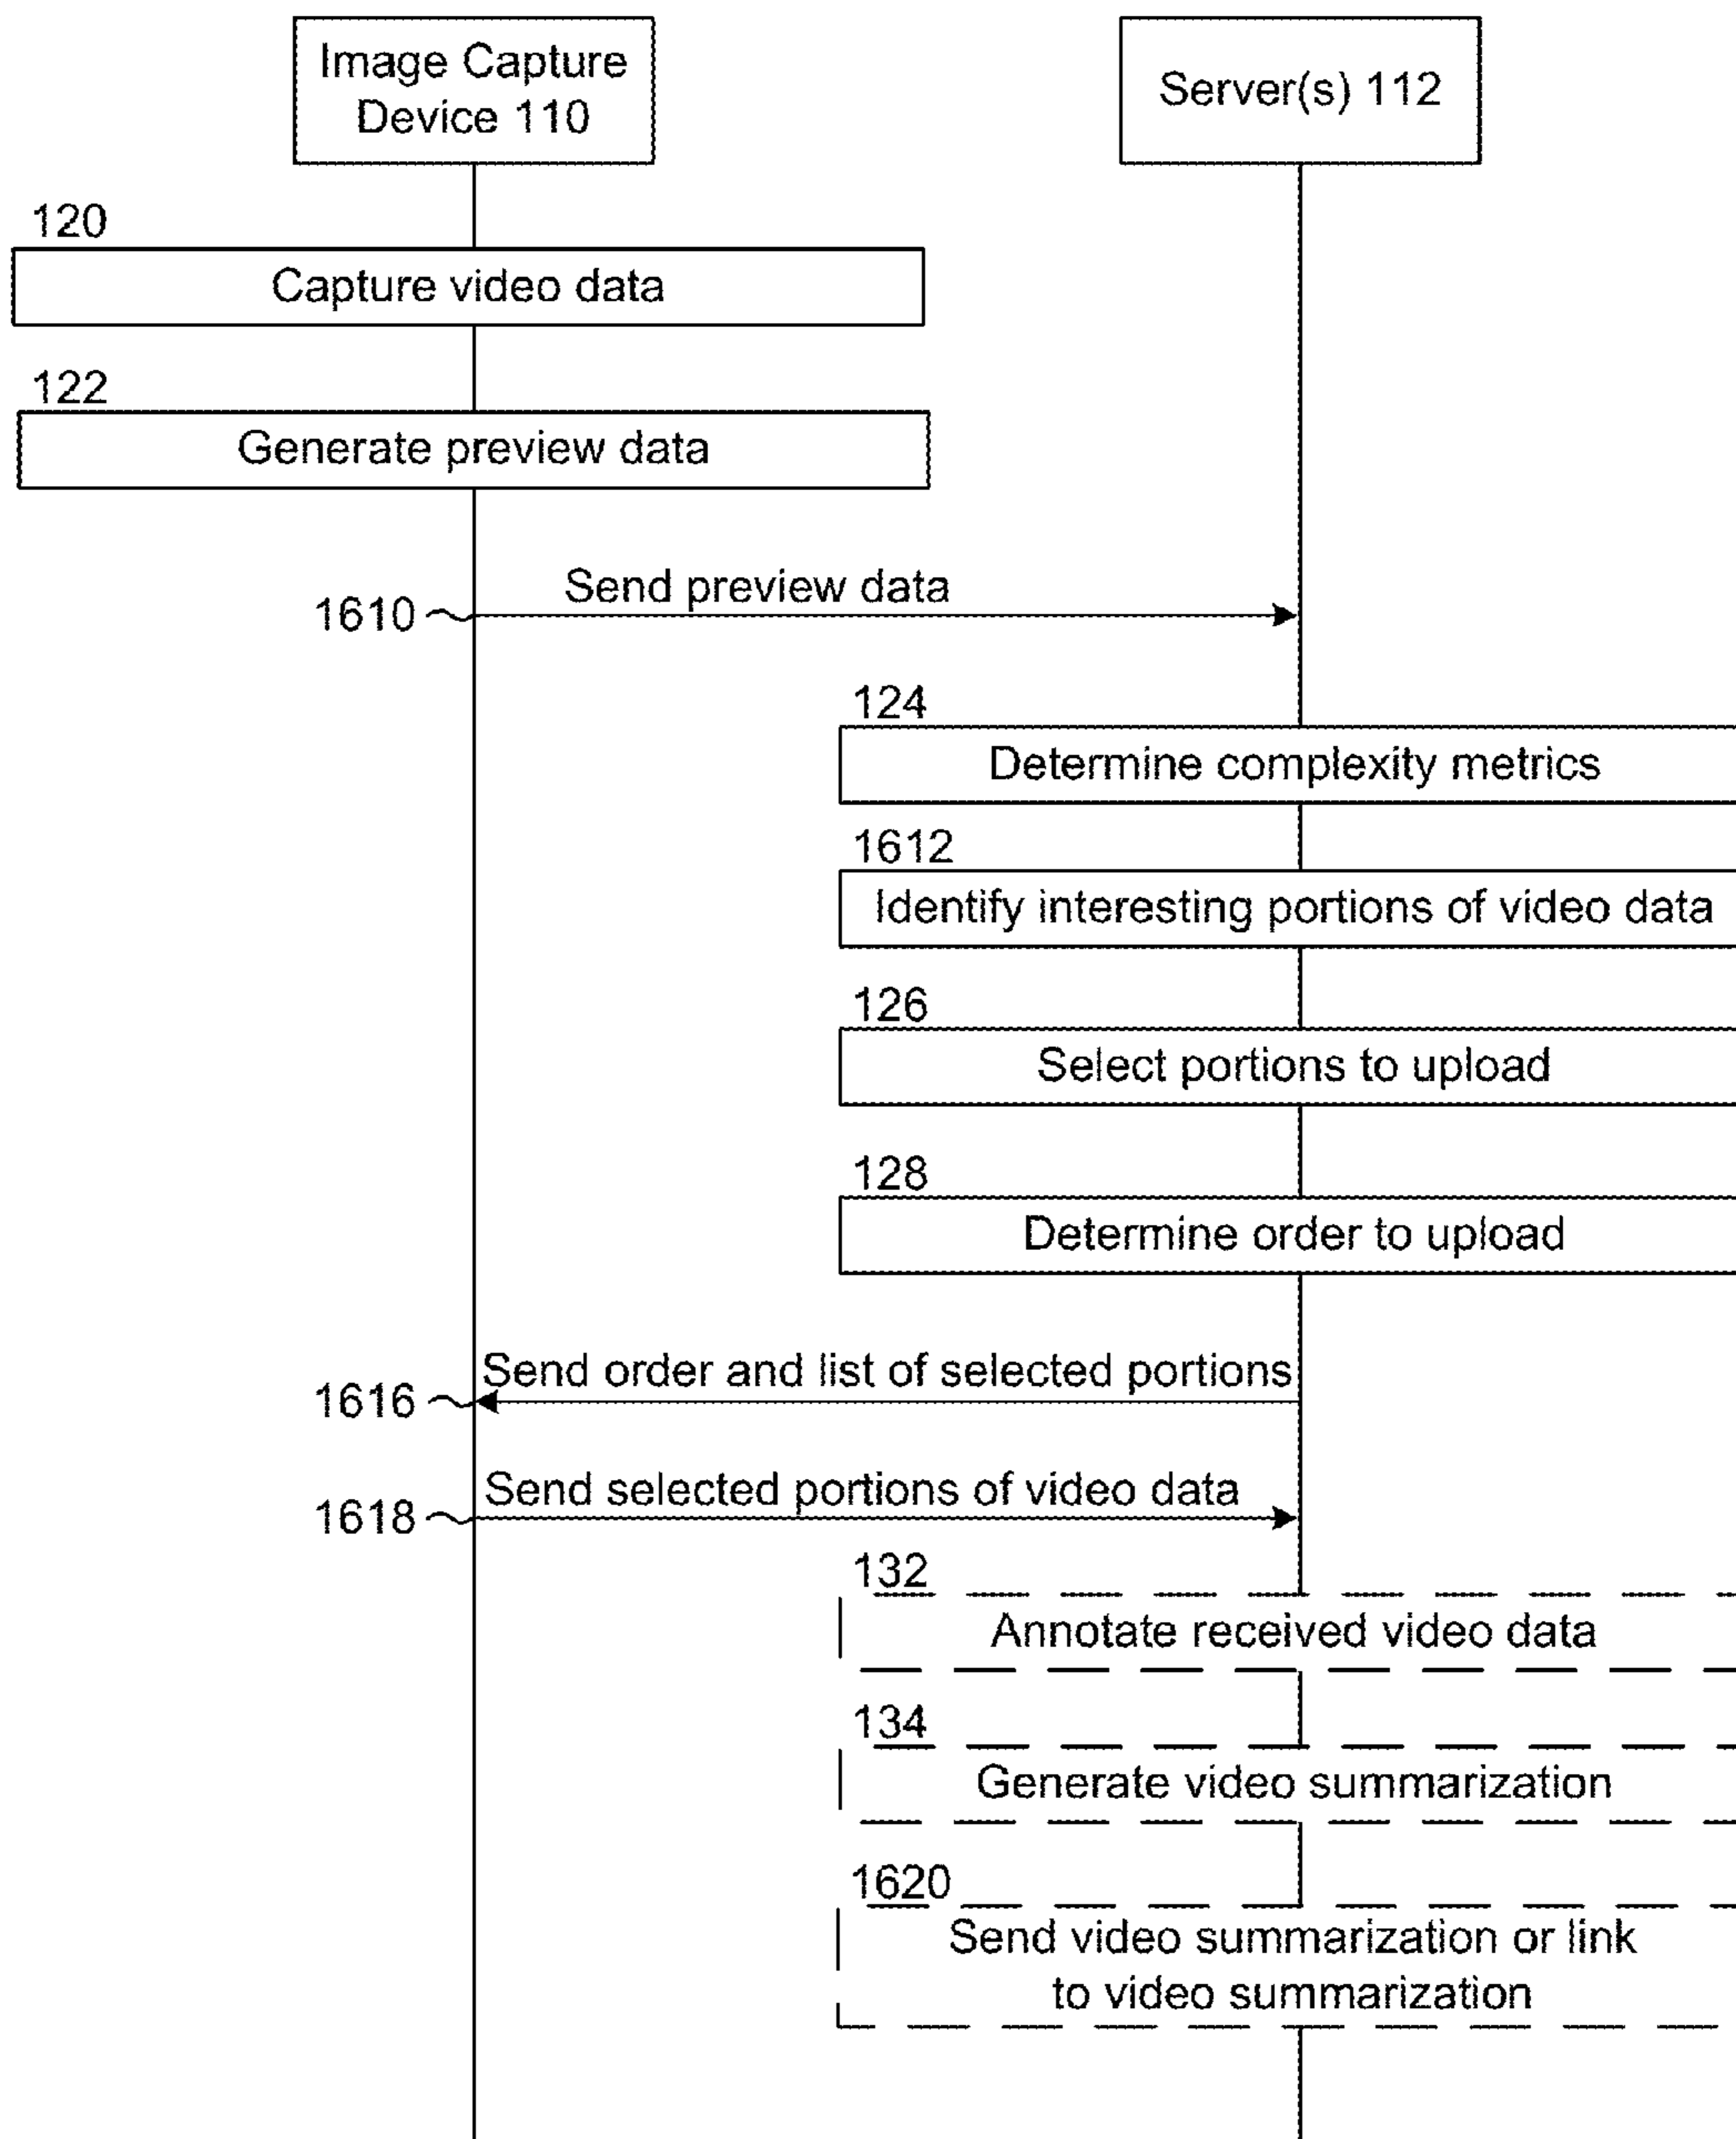 Image Capture
Device 110
Server(s) 112
120
Capture video data
122
Generate preview data
Send preview data
1610
124
Determine complexity metrics
1612
Identify interesting portions of video data
126
Select portions to upload
128
Determine order to upload
Send order and list of selected portions
1616
Send selected portions of video data
1618
132
Annotate received video data
134
Generate video summarization
1620
Send video summarization or link
to video summarization